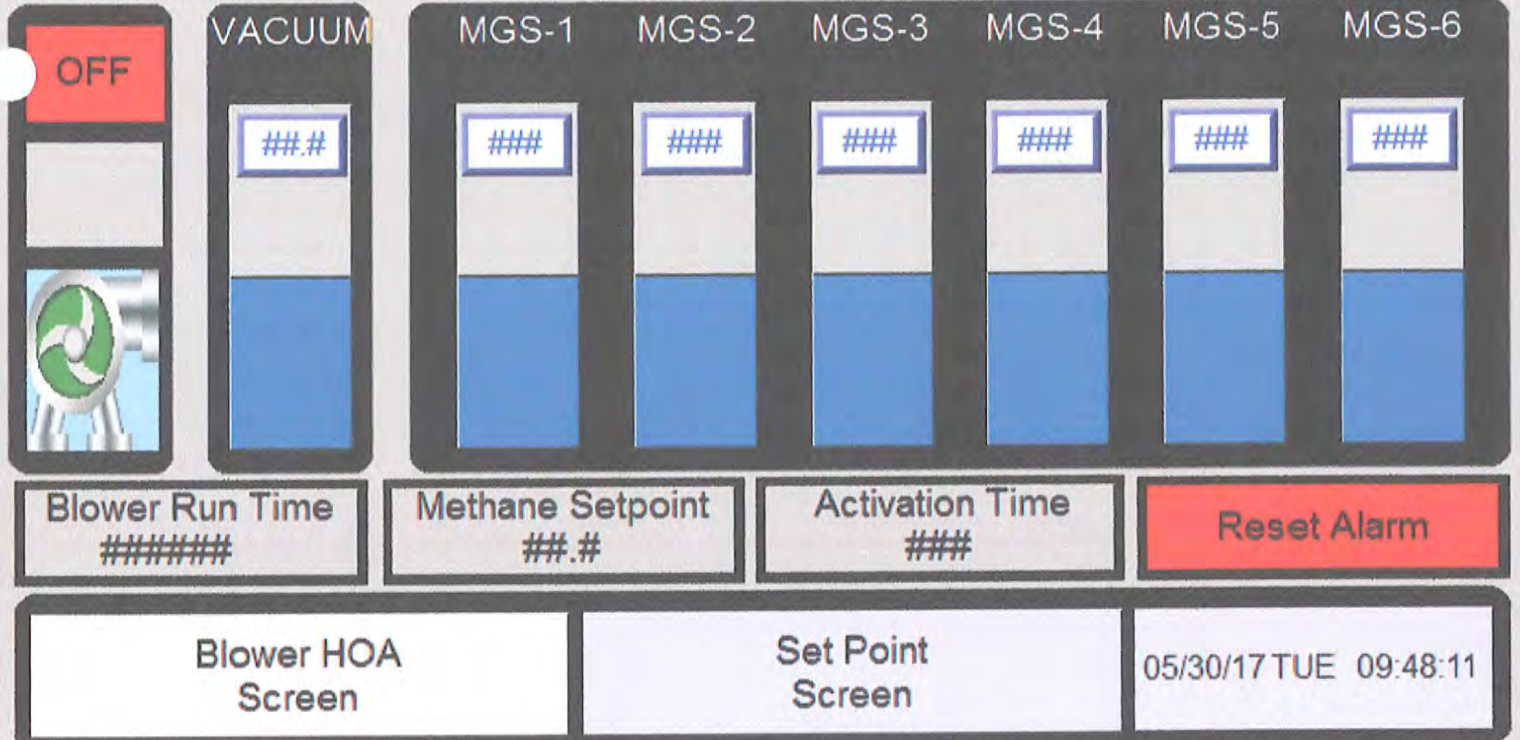 OFF
VACUUM
MGS-1
MGS-2
MGS-3
MGS-4
MGS-5
MGS-6
##.#
###
###
###
###
###
###
Blower Run Time
######
Methane Setpoint
##.#
Activation Time
###
Reset Alarm
Blower HOA
Screen
Set Point
Screen
05/30/17 TUE 09:48:11